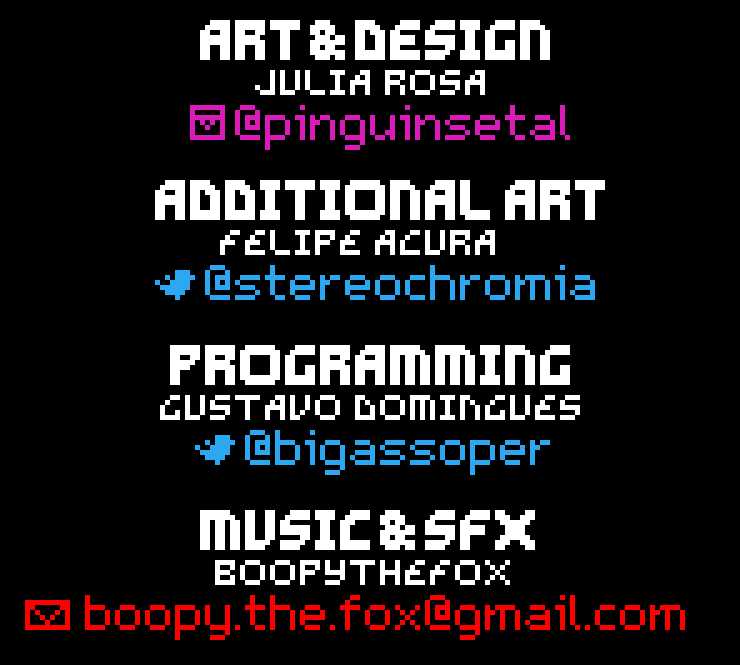 ART & DESIGN
JULIA ROSA
@pinguinsetal
ADDITIONAL ART
FELIPE ACURA
@stereochromia
PROGRAMMING
GUSTAVO DOMINGUES
@bigassoper
MUSIC & SFX
BOOPYTHEFOX
boopy.the.fox@gmail.com